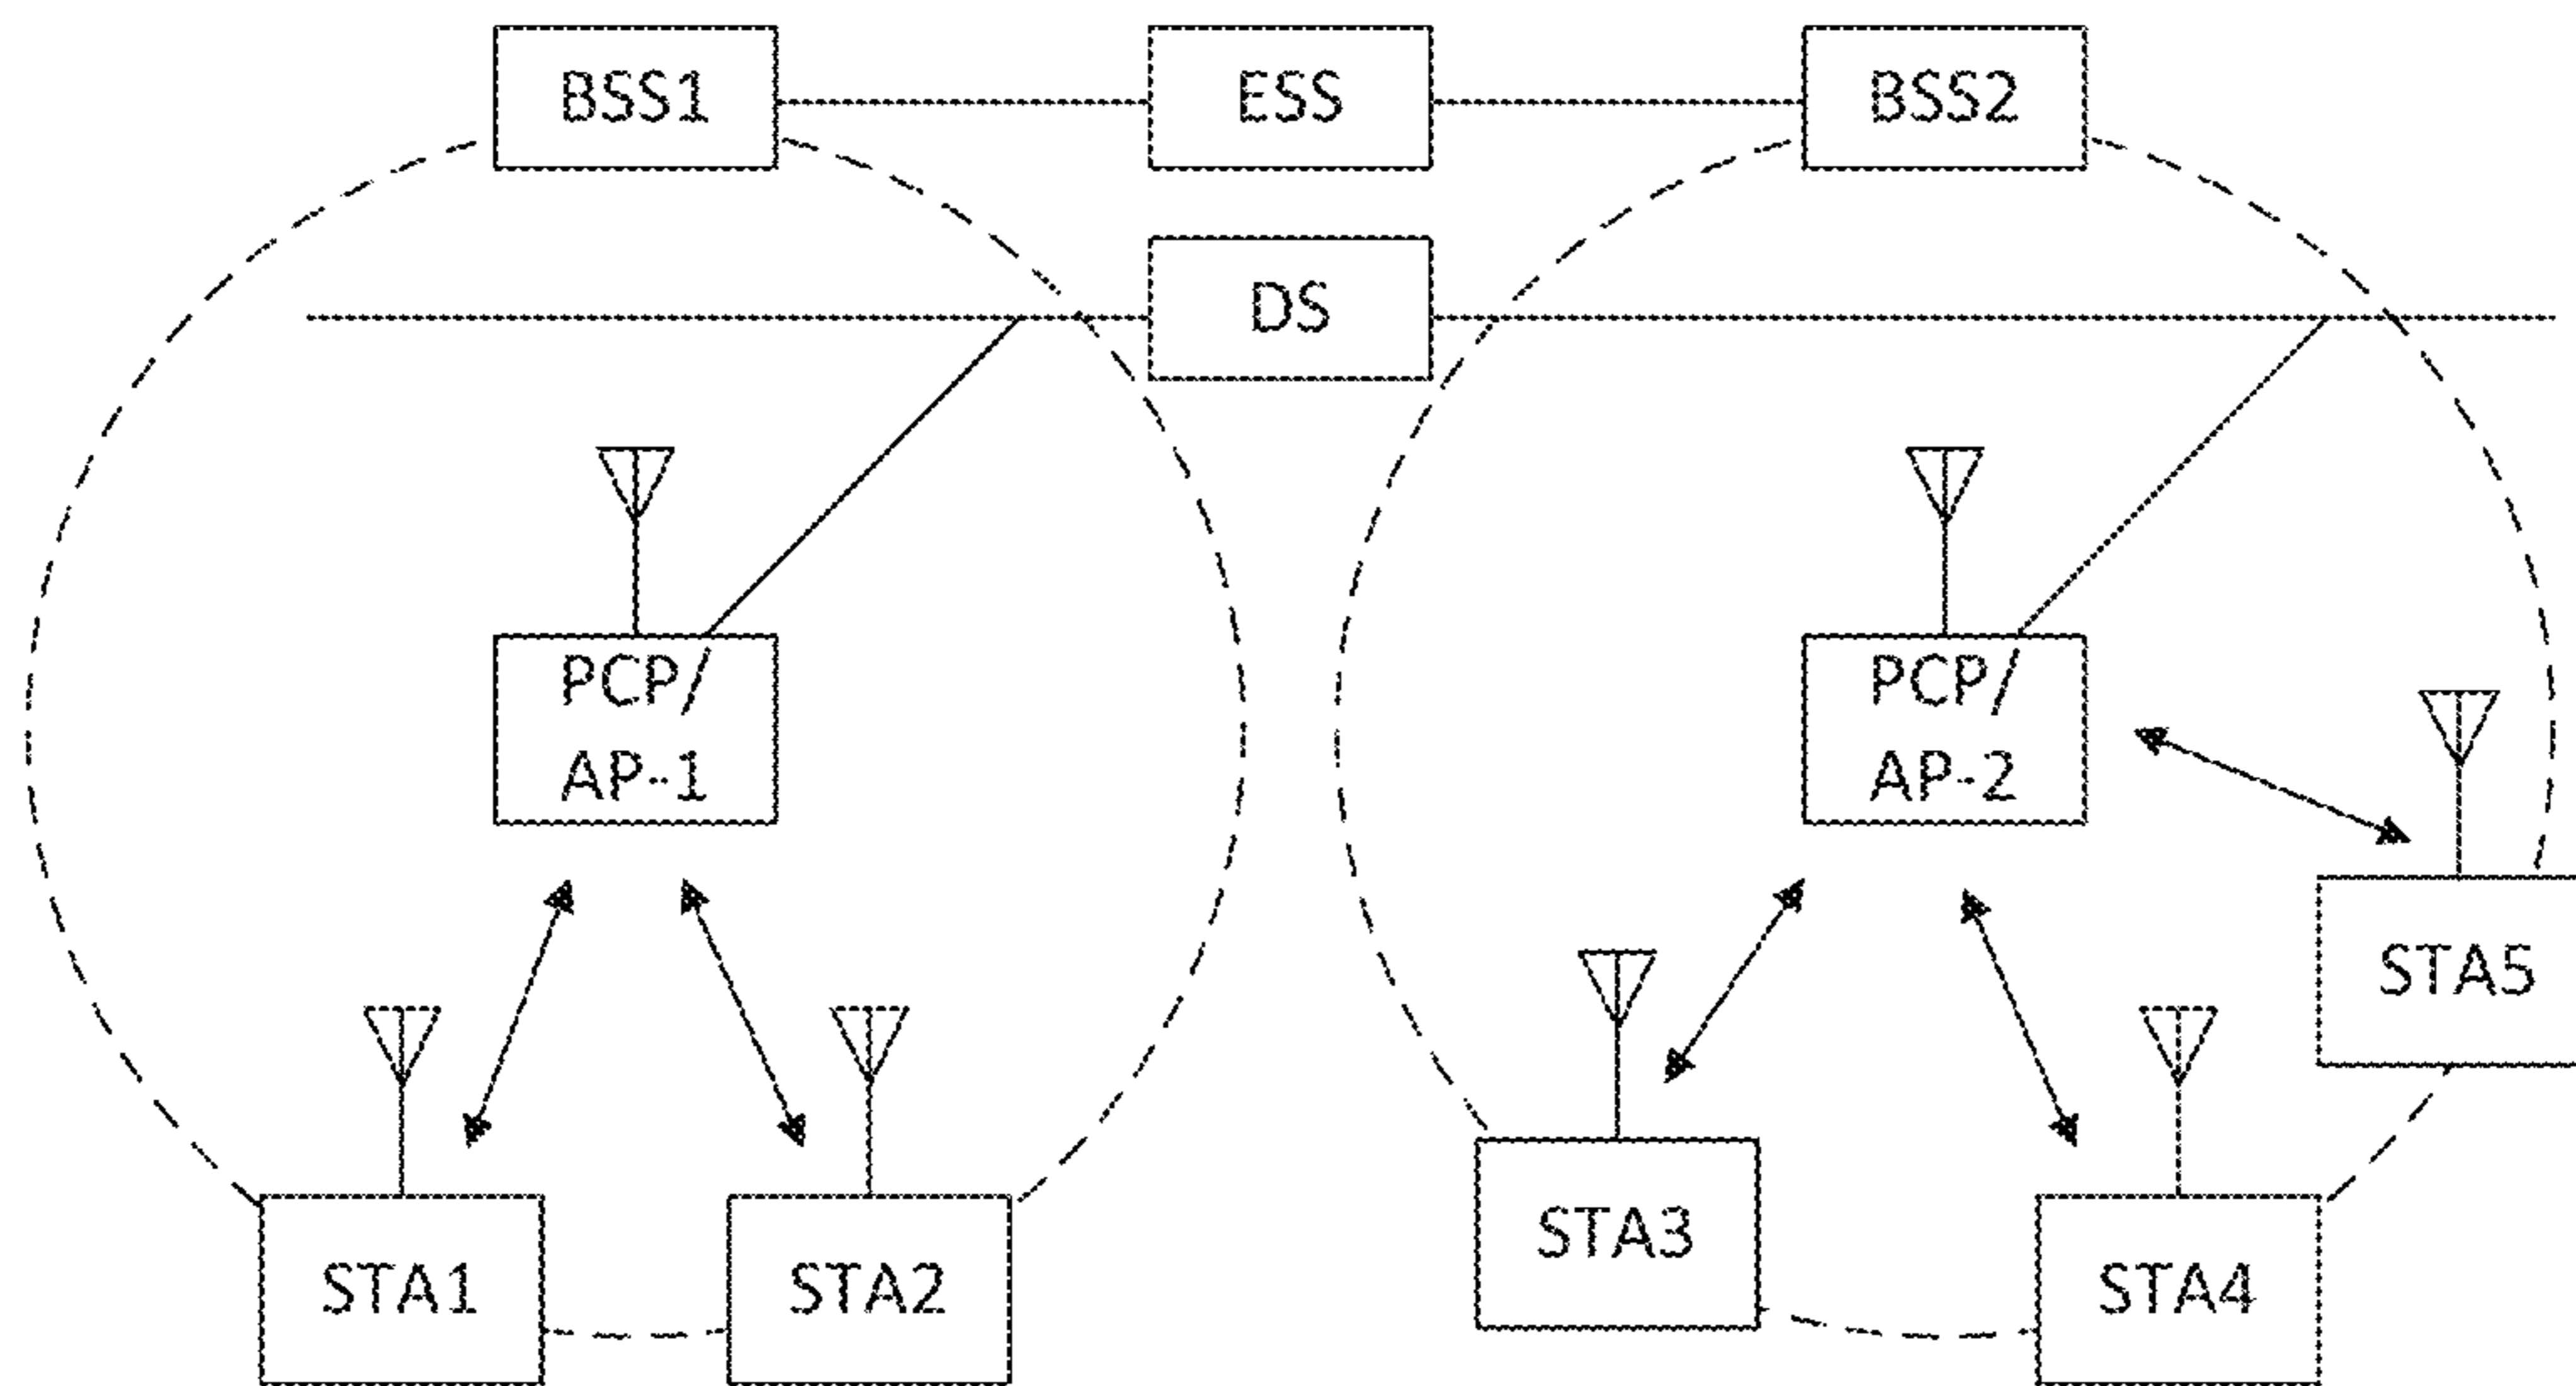 BSS1
ESS
BSS2
DS
PCP/
AP-1
PCP/
AP-2
STA5
STA3
STA1
STA2
STA4